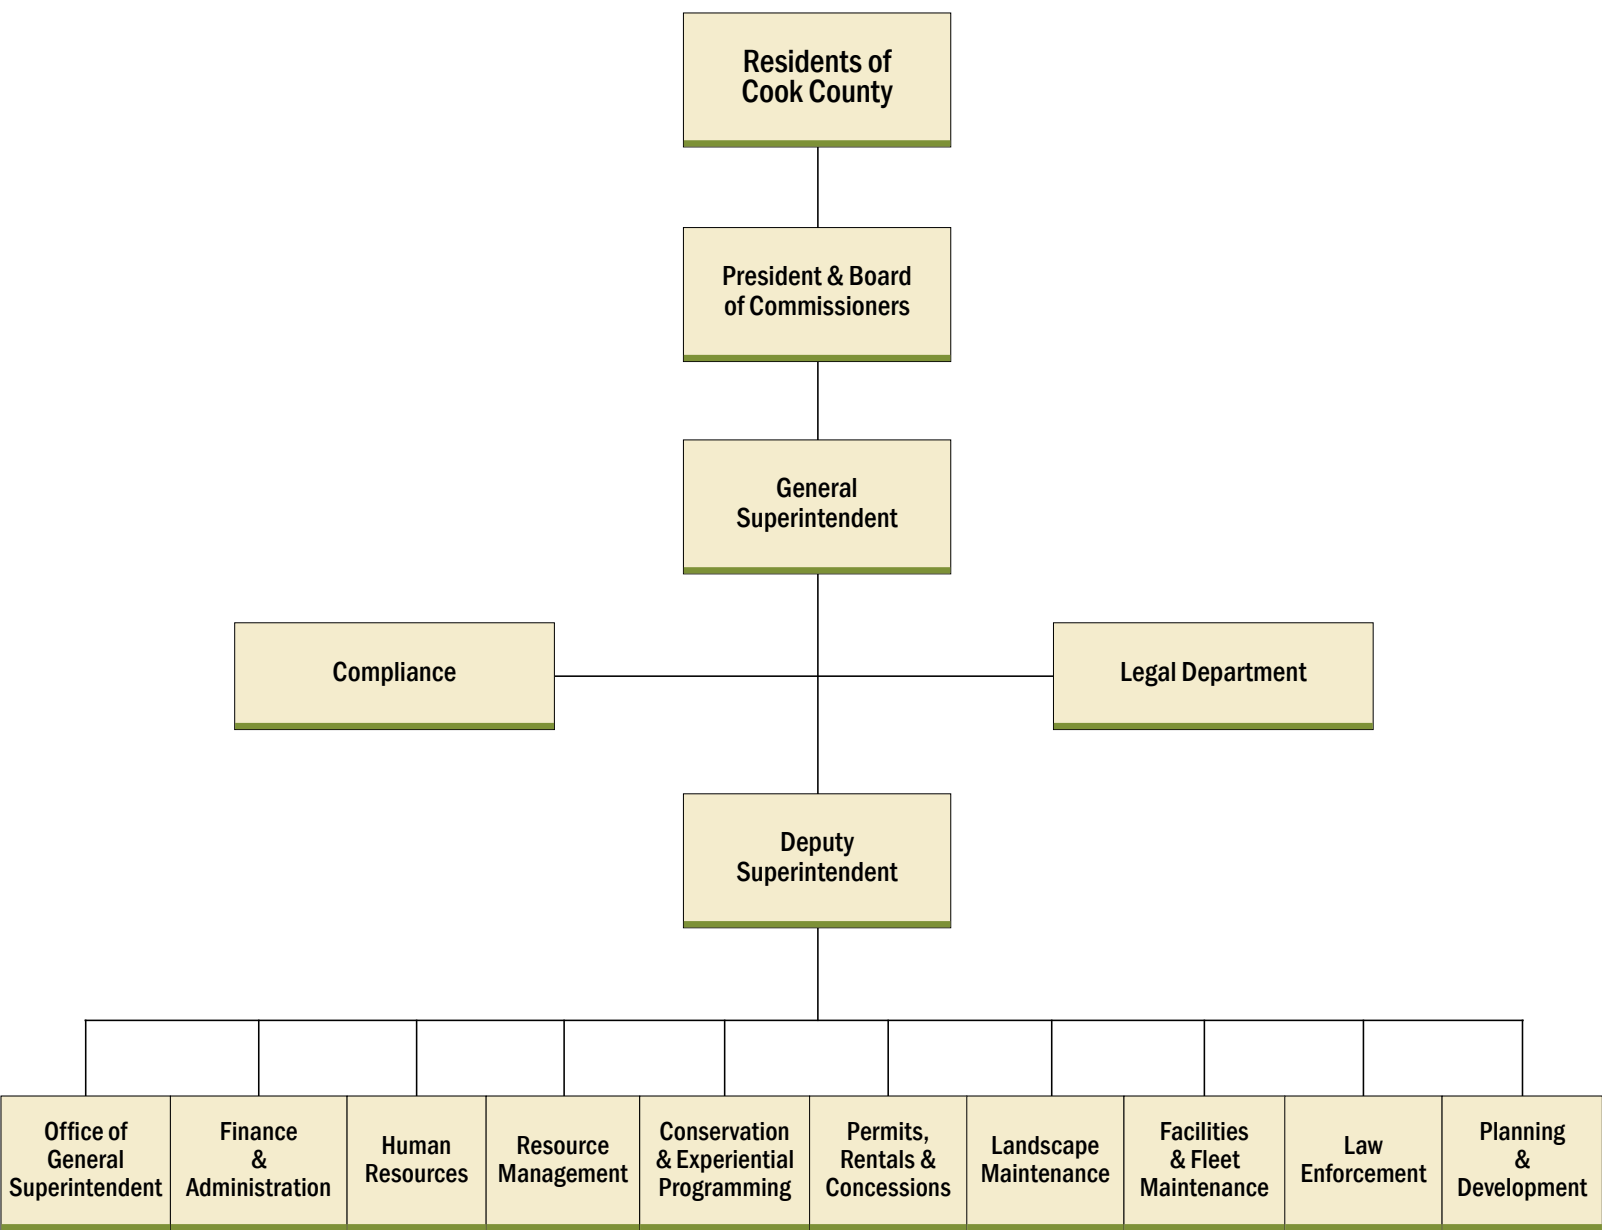 Residents of
Cook County
President & Board
of Commissioners
General
Superintendent
Compliance
Legal Department
Deputy
Superintendent
Office of
General
Superintendent
Finance
&
Administration
Human
Resources
Resource
Management
Conservation
& Experiential
Programming
Permits,
Rentals &
Concessions
Landscape
Maintenance
Facilities
& Fleet
Maintenance
Law
Enforcement
Planning
&
Development